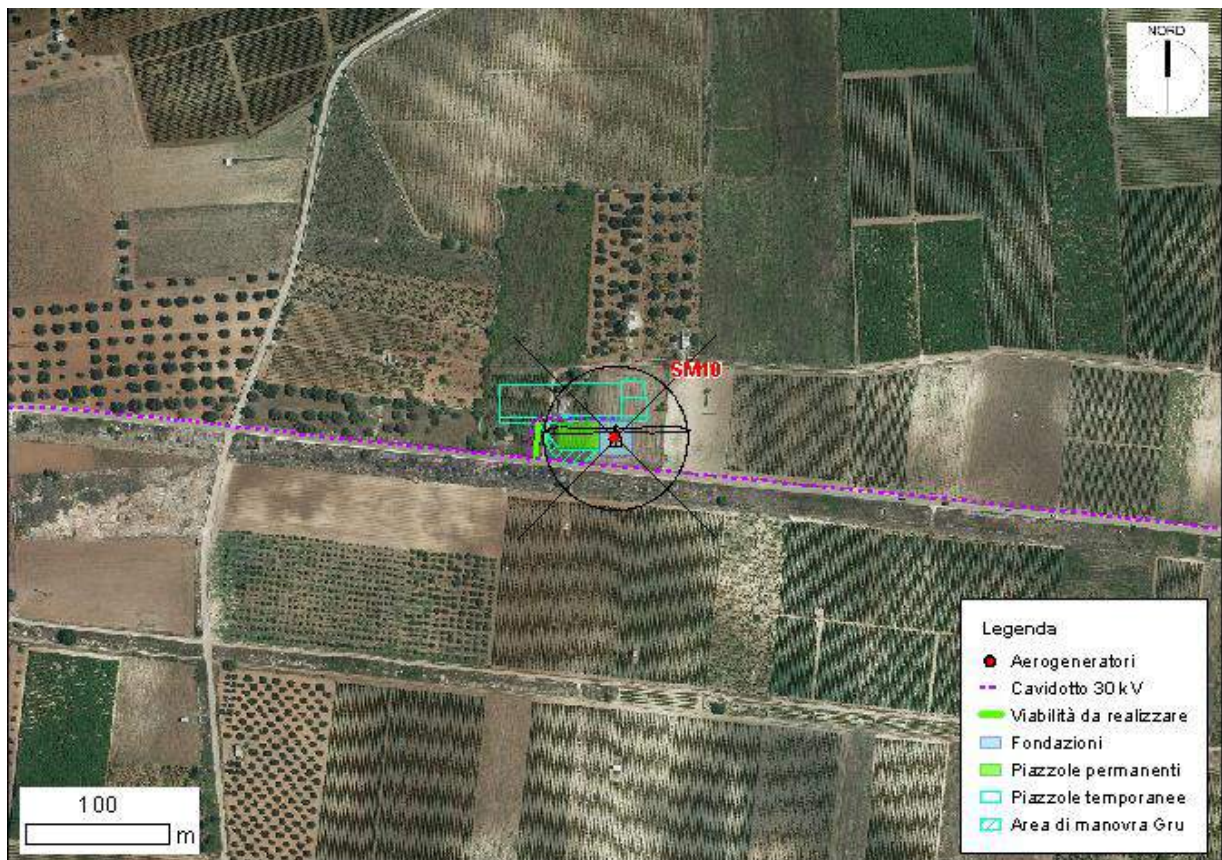 NORD
SM10
Legenda
Aerogeneratori
Cavidotto 30 kV
Viabilità da realizzare
Fondazioni
Piazzole permanenti
Piazzole temporanee
Area di manovra Gru
100
m